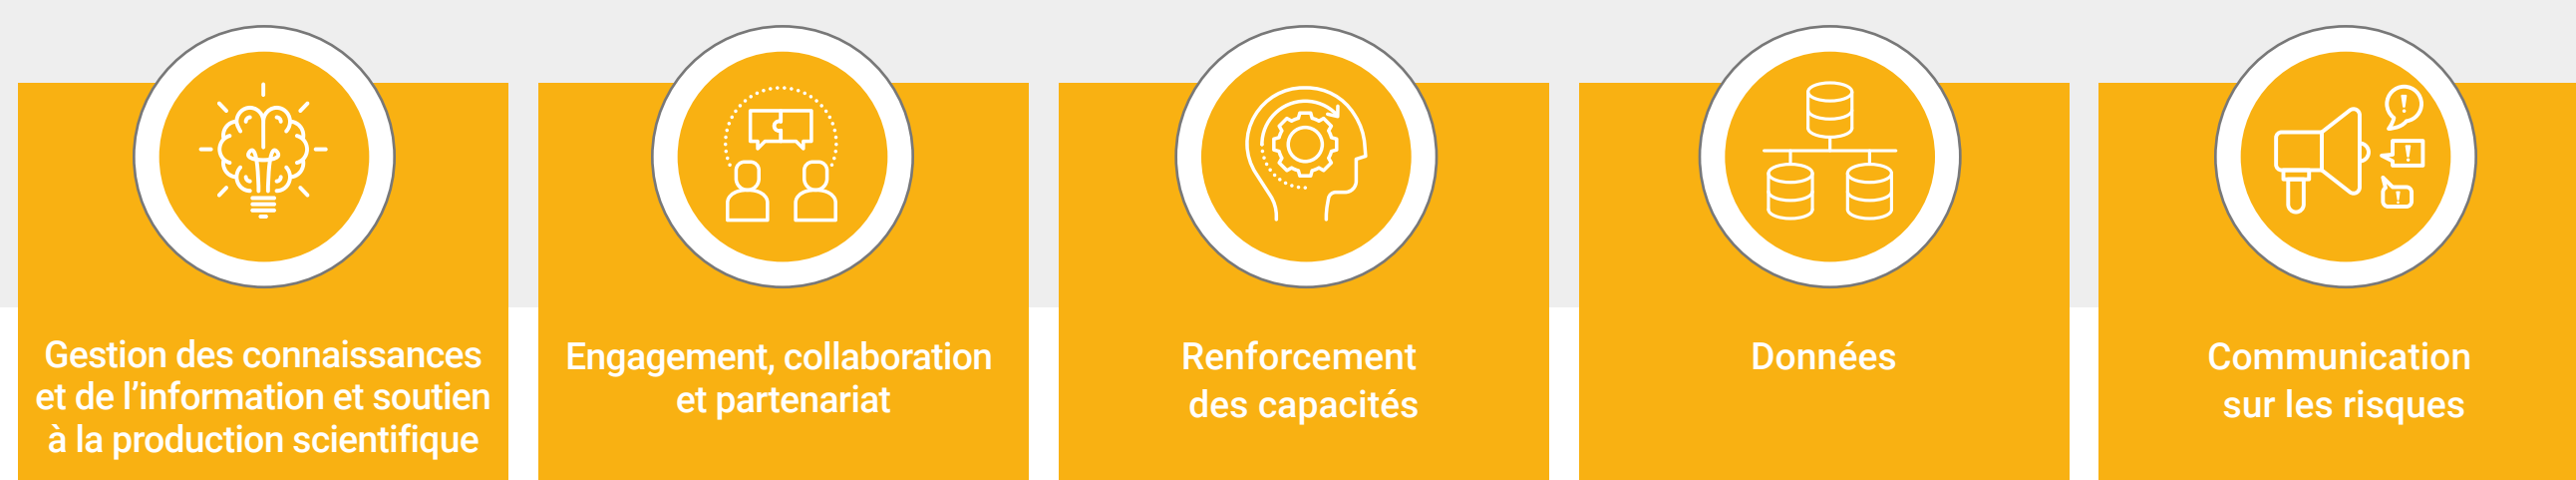 Gestion des connaissances
et de l’information et soutien
à la production scientifique
Engagement, collaboration
et partenariat
Renforcement
des capacités
Données
Communication
sur les risques